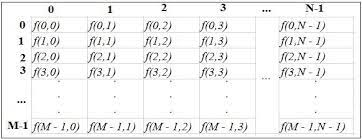 0 1 2 3 ... N-1
0 f(0,0) f(0,1) f(0,2) f(0,3) f(0,N - 1)
1 f(1,0) f(1,1) f(1,2) f(1,3) f(1,N - 1)
2 f(2,0) f(2,1) f(2,2) f(2,3) f(2,N - 1)
3 f(3,0) f(3,1) f(3,2) f(3,3) ... f(3,N - 1)
. . . . .
... . . . . .
. . . . .
M-1 f(M - 1,0) f(M - 1,1) f(M - 1,2) f(M - 1,3) f(M - 1,N - 1)